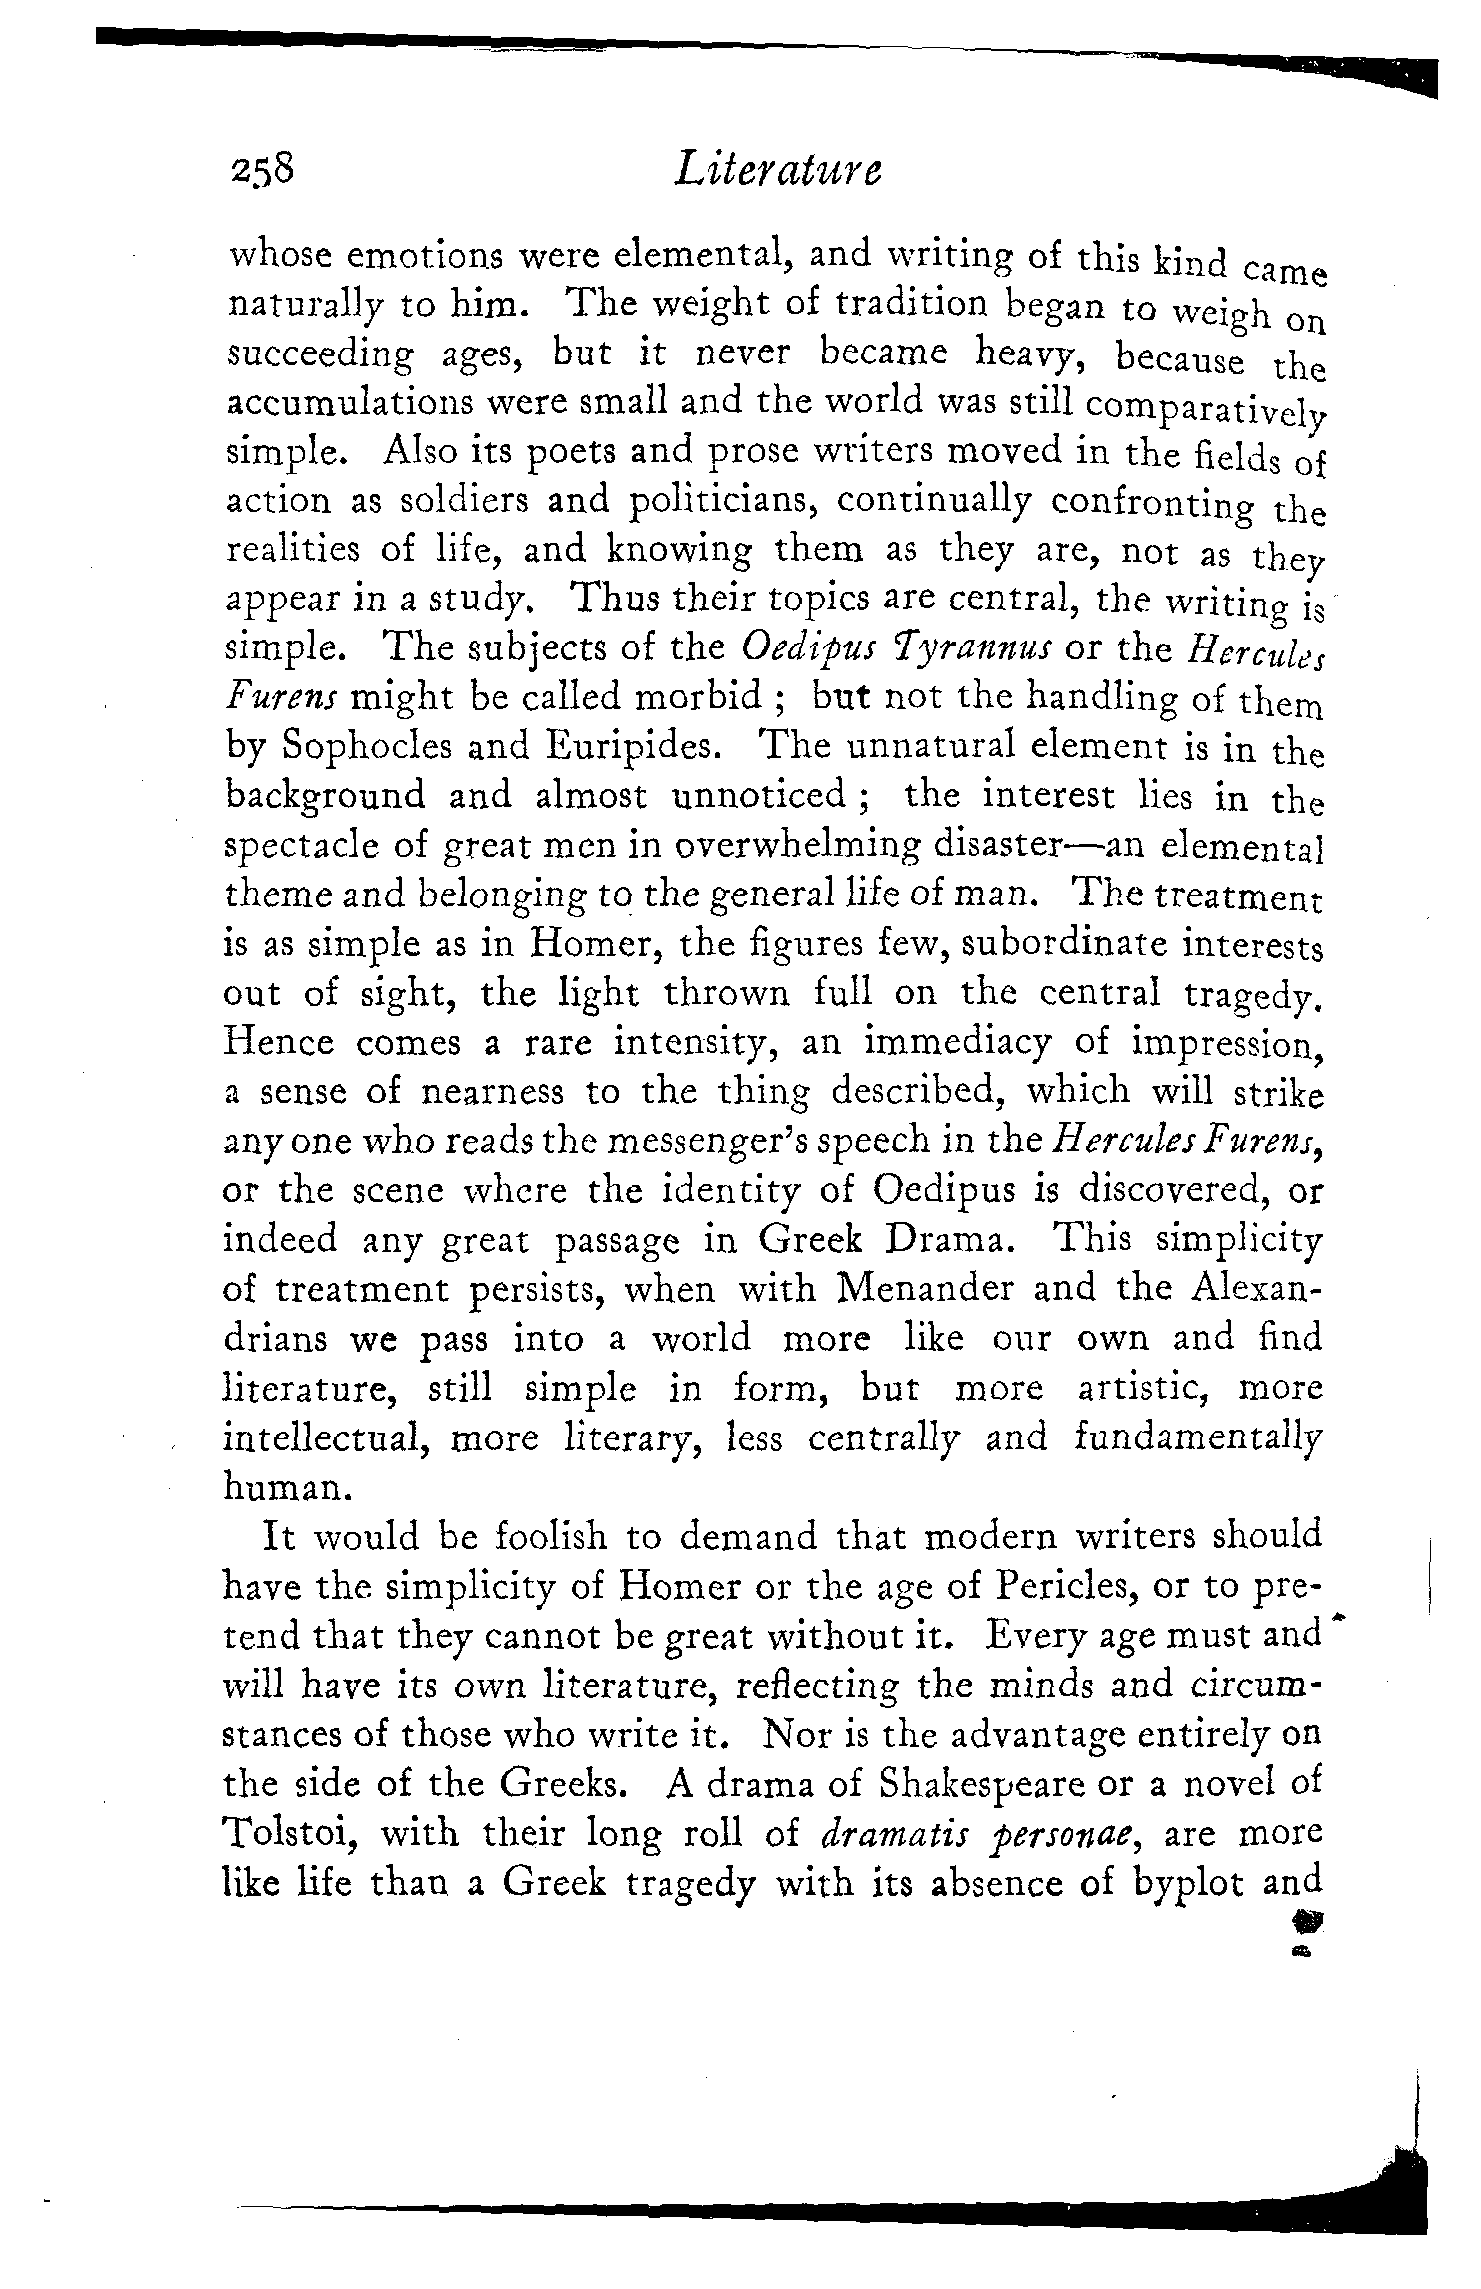 258 Literature
whose emotions were elemental, and writing of this kind came
naturally to him. The weight of tradition began to weigh on
succeeding ages, but it never became heavy, because the
accumulations were small and the world was still comparatively
simple. Also its poets and prose writers moved in the fields of
action as soldiers and politicians, continually confronting the
realities of life, and knowing them as they are, not as they
appear in a study. Thus their topics are central, the writing is
simple. The subjects of the Oedipus Tyrannus or the Hercules
Furens might be called morbid ; but not the handling of them
by Sophocles and Euripides. The unnatural element is in the
background and almost unnoticed ; the interest lies in the
spectacle of great men in overwhelming disaster—an elemental
theme and belonging to the general life of man. The treatment
is as simple as in Homer, the figures few, subordinate interests
out of sight, the light thrown full on the central tragedy.
Hence comes a rare intensity, an immediacy of impression,
a sense of nearness to the thing described, which will strike
any one who reads the messenger's speech in the Hercules Furens,
or the scene where the identity of Oedipus is discovered, or
indeed any great passage in Greek Drama. This simplicity
of treatment persists, when with Menander and the Alexan-
drians we pass into a world more like our own and find
literature, still simple in form, but more artistic, more
intellectual, more literary, less centrally and fundamentally
human.
It would be foolish to demand that modern writers should
have the simplicity of Homer or the age of Pericles, or to pre-
tend that they cannot be great without it. Every age must and
will have its own literature, reflecting the minds and circum-
stances of those who write it. Nor is the advantage entirely on
the side of the Greeks. A drama of Shakespeare or a novel of
Tolstoi, with their long roll of dramatis personae, are more
like life than a Greek tragedy with its absence of byplot and